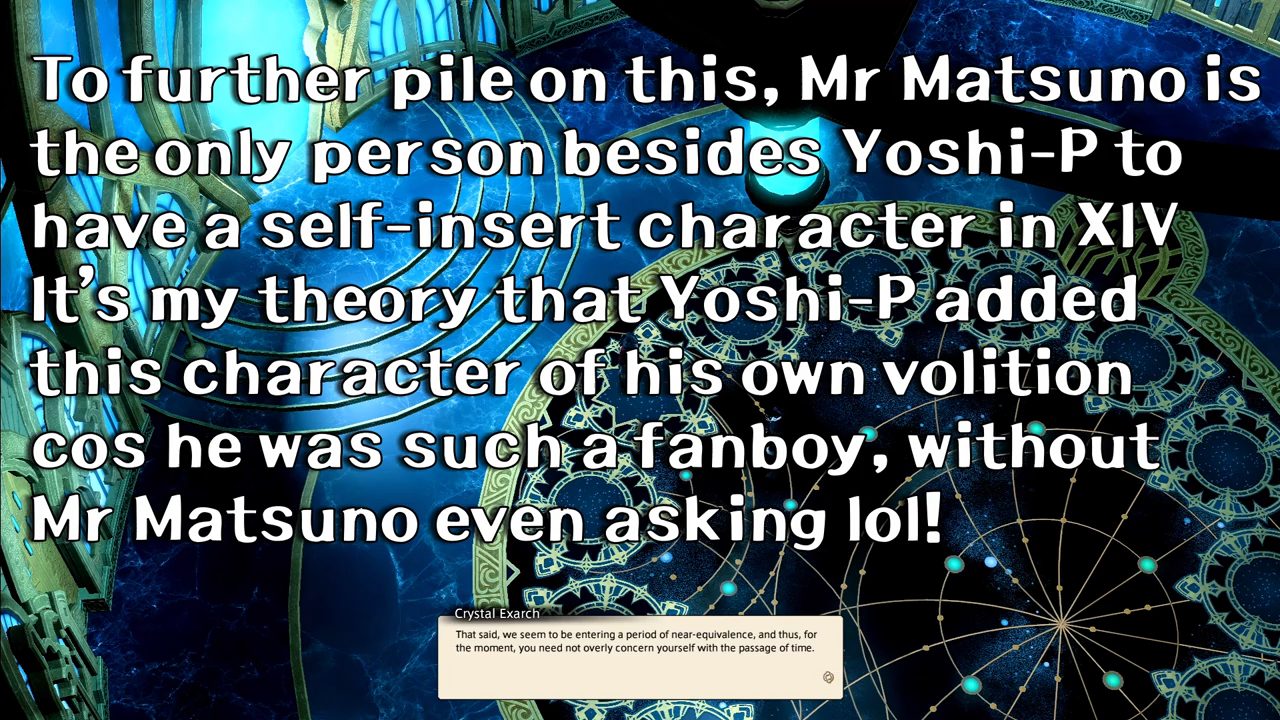 To further pile on this, Mr Matsuno is
the only person besides Yoshi-P to
have a self-insert character in XIV
It's my theory that Yoshi-P added
this character of his own volition
cos he was such a fanboy, without
Mr Matsuno even asking lol!
Crystal Exarch
That said, we seem to be entering a period of near-equivalence, and thus, for
the moment, you need not overly concern yourself with the passage of time.